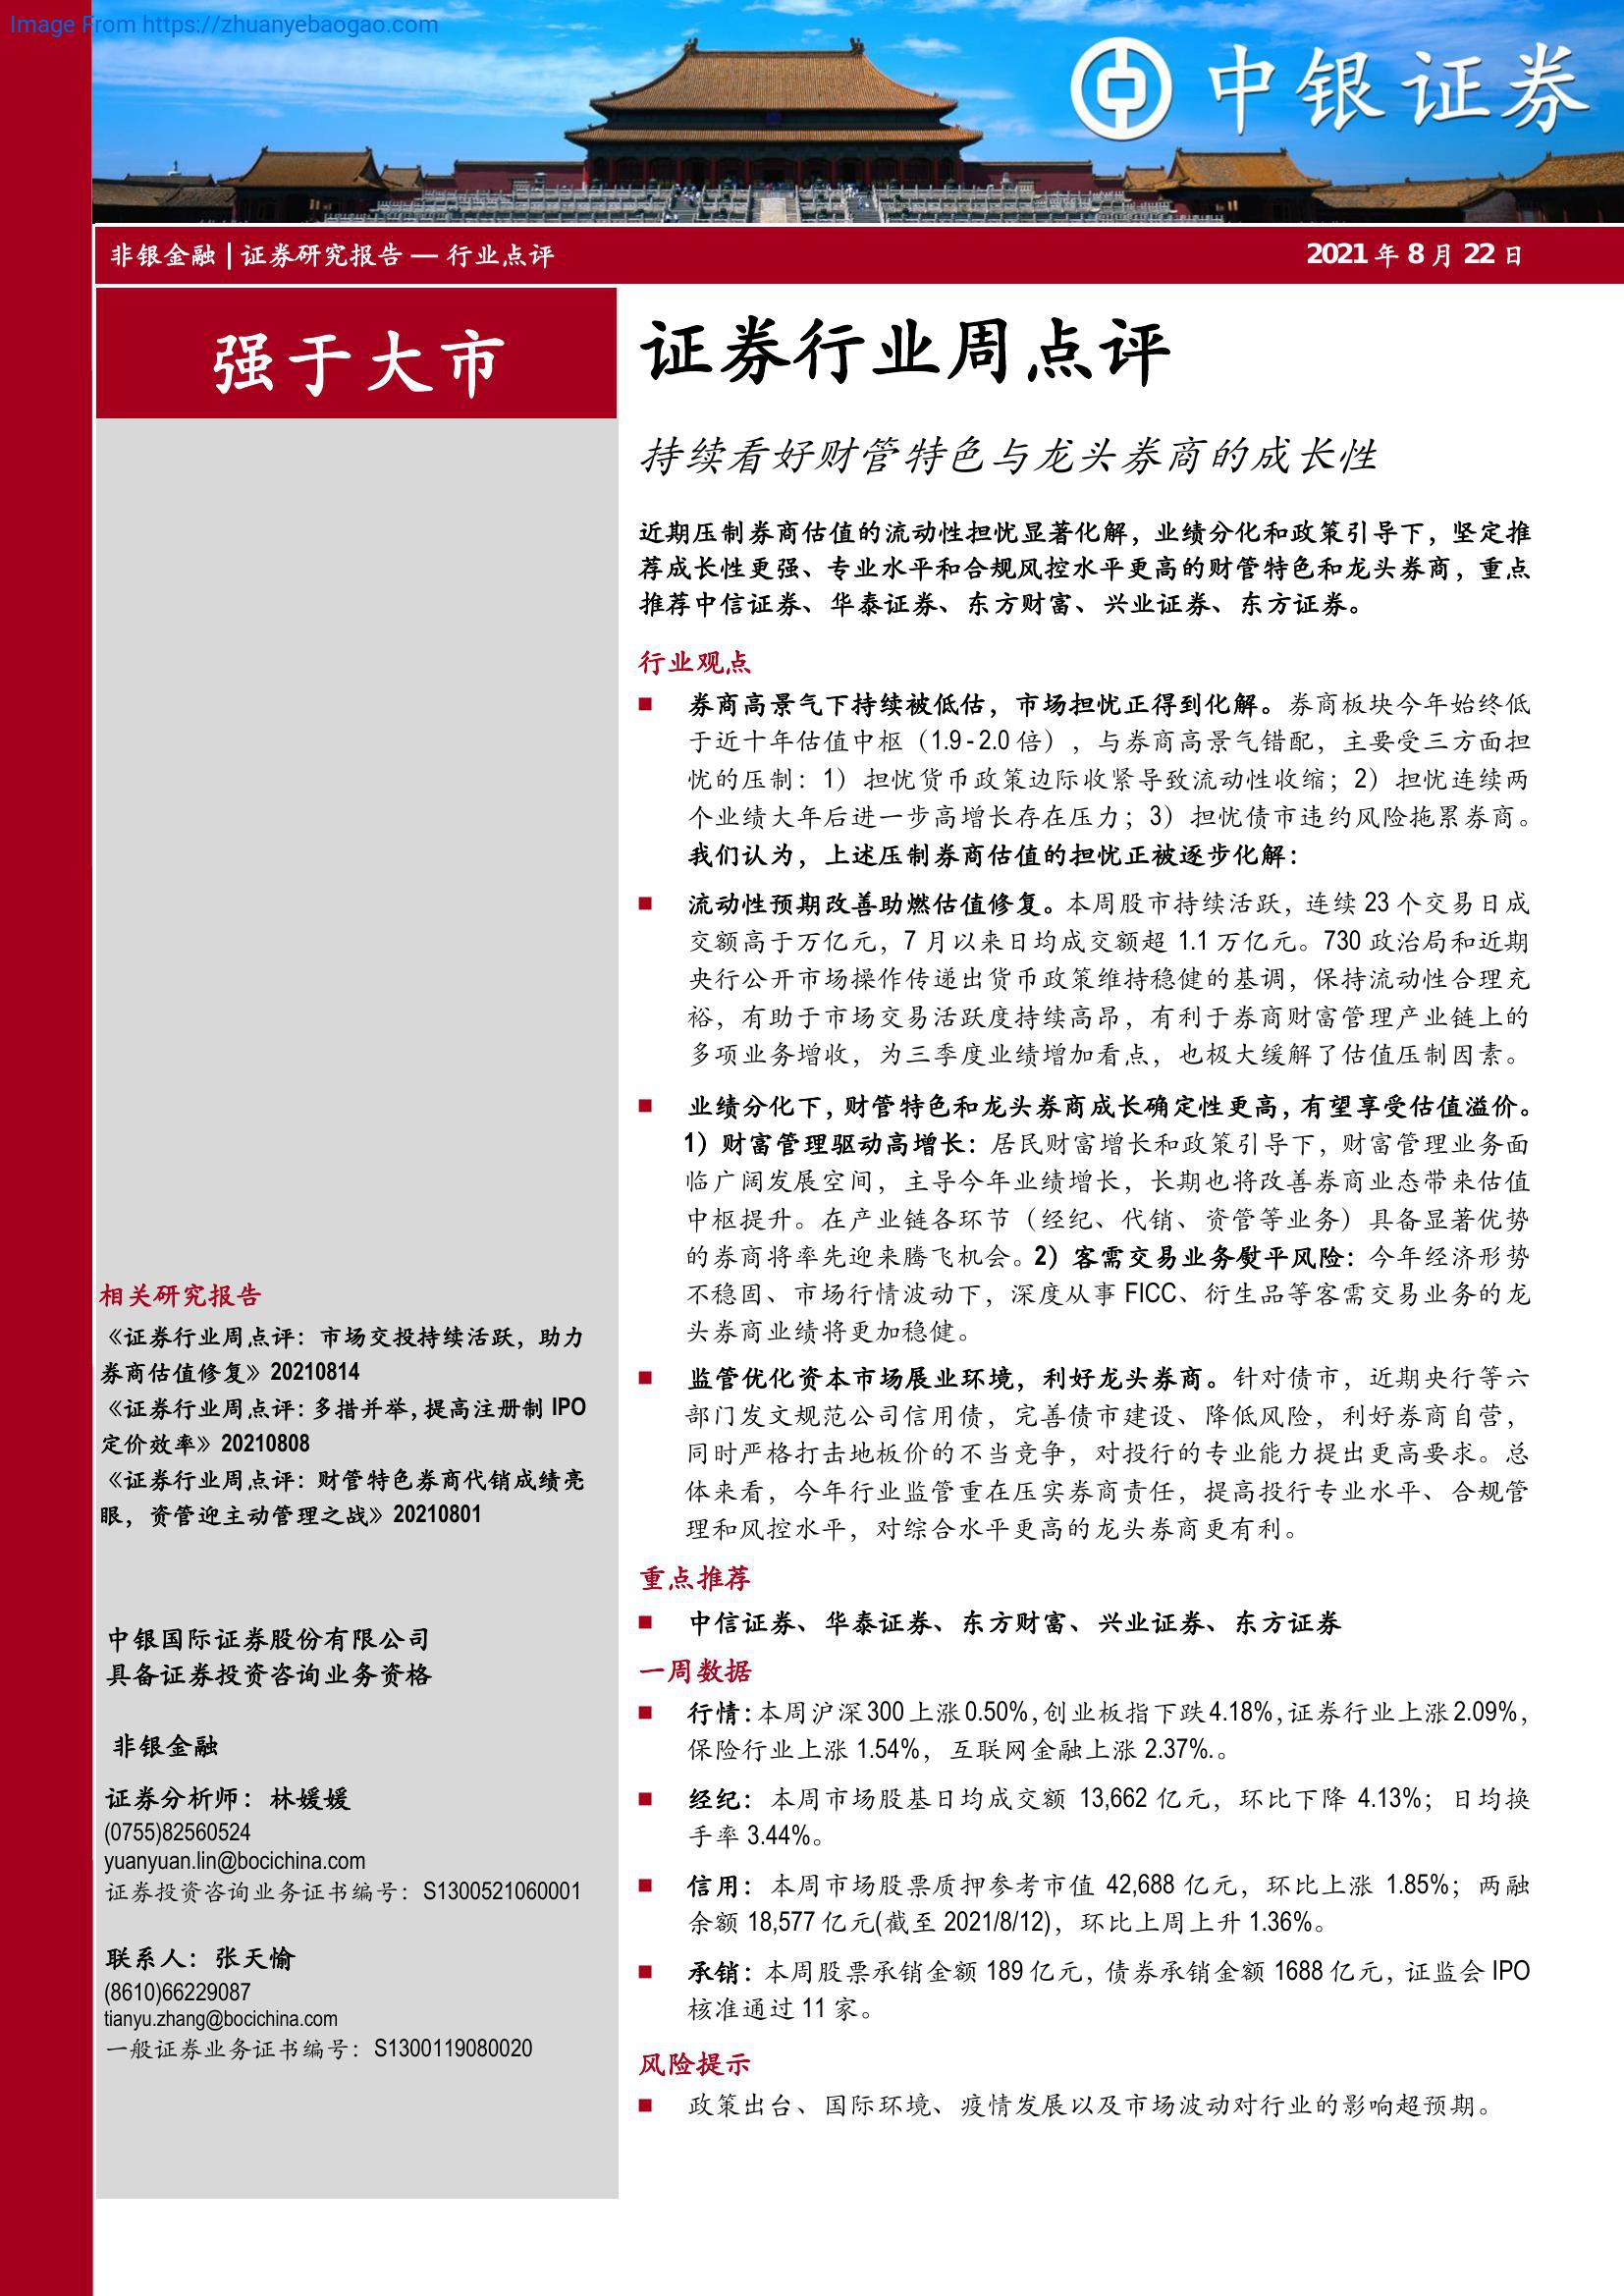 Image From https://zhuanyebaogao.com
中银证券
非银金融 | 证券研究报告 — 行业点评
2021 年 8 月 22 日
强于大市
证券行业周点评
持续看好财管特色与龙头券商的成长性
近期压制券商估值的流动性担忧显著化解，业绩分化和政策引导下，坚定推
荐成长性更强、专业水平和合规风控水平更高的财管特色和龙头券商，重点
推荐中信证券、华泰证券、东方财富、兴业证券、东方证券。
行业观点
■ 券商高景气下持续被低估，市场担忧正得到化解。券商板块今年始终低
于近十年估值中枢（1.9-2.0 倍），与券商高景气错配，主要受三方面担
忧的压制：1）担忧货币政策边际收紧导致流动性收缩；2）担忧连续两
个业绩大年后进一步高增长存在压力；3）担忧债市违约风险拖累券商。
我们认为，上述压制券商估值的担忧正被逐步化解：
■ 流动性预期改善助燃估值修复。本周股市持续活跃，连续 23 个交易日成
交额高于万亿元，7 月以来日均成交额超 1.1 万亿元。730 政治局和近期
央行公开市场操作传递出货币政策维持稳健的基调，保持流动性合理充
裕，有助于市场交易活跃度持续高昂，有利于券商财富管理产业链上的
多项业务增收，为三季度业绩增加看点，也极大缓解了估值压制因素。
■ 业绩分化下，财管特色和龙头券商成长确定性更高，有望享受估值溢价。
1）财富管理驱动高增长：居民财富增长和政策引导下，财富管理业务面
临广阔发展空间，主导今年业绩增长，长期也将改善券商业态带来估值
中枢提升。在产业链各环节（经纪、代销、资管等业务）具备显著优势
的券商将率先迎来腾飞机会。2）客需交易业务熨平风险：今年经济形势
不稳固、市场行情波动下，深度从事 FICC、衍生品等客需交易业务的龙
头券商业绩将更加稳健。
■ 监管优化资本市场展业环境，利好龙头券商。针对债市，近期央行等六
部门发文规范公司信用债，完善债市建设、降低风险，利好券商自营，
同时严格打击地板价的不当竞争，对投行的专业能力提出更高要求。总
体来看，今年行业监管重在压实券商责任，提高投行专业水平、合规管
理和风控水平，对综合水平更高的龙头券商更有利。
重点推荐
■ 中信证券、华泰证券、东方财富、兴业证券、东方证券
一周数据
■ 行情：本周沪深 300 上涨 0.50%，创业板指下跌 4.18%，证券行业上涨 2.09%，
保险行业上涨 1.54%，互联网金融上涨 2.37%.。
■ 经纪：本周市场股基日均成交额 13,662 亿元，环比下降 4.13%；日均换
手率 3.44%。
■ 信用：本周市场股票质押参考市值 42,688 亿元，环比上涨 1.85%；两融
余额 18,577 亿元(截至 2021/8/12)，环比上周上升 1.36%。
■ 承销：本周股票承销金额 189 亿元，债券承销金额 1688 亿元，证监会 IPO
核准通过 11 家。
风险提示
■ 政策出台、国际环境、疫情发展以及市场波动对行业的影响超预期。
相关研究报告
《证券行业周点评：市场交投持续活跃，助力
券商估值修复》20210814
《证券行业周点评：多措并举，提高注册制 IPO
定价效率》20210808
《证券行业周点评：财管特色券商代销成绩亮
眼，资管迎主动管理之战》20210801
中银国际证券股份有限公司
具备证券投资咨询业务资格
非银金融
证券分析师：林媛媛
(0755)82560524
yuanyuan.lin@bocichina.com
证券投资咨询业务证书编号：S1300521060001
联系人：张天愉
(8610)66229087
tianyu.zhang@bocichina.com
一般证券业务证书编号：S1300119080020